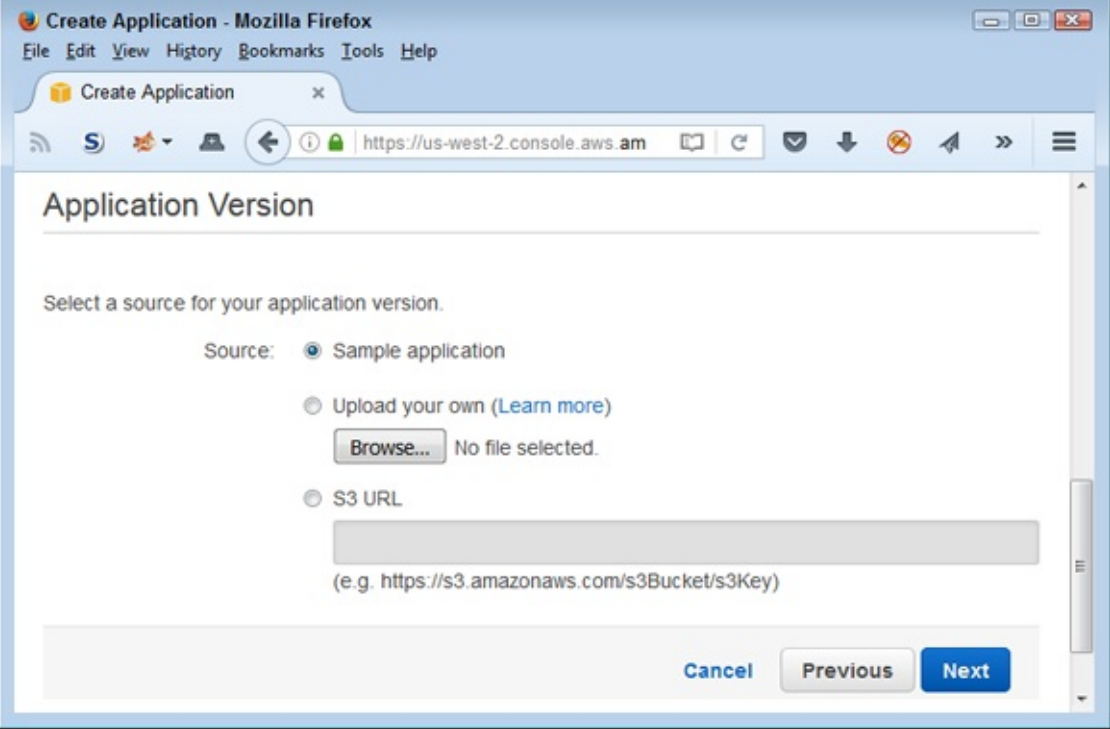 Create Application - Mozilla Firefox
File Edit View History Bookmarks Tools Help
Create Application
https://us-west-2.console.aws.am
Application Version
Select a source for your application version.
Source: Sample application
Upload your own (Learn more)
Browse... No file selected.
S3 URL
(e.g. https://s3.amazonaws.com/s3Bucket/s3Key)
Cancel Previous Next